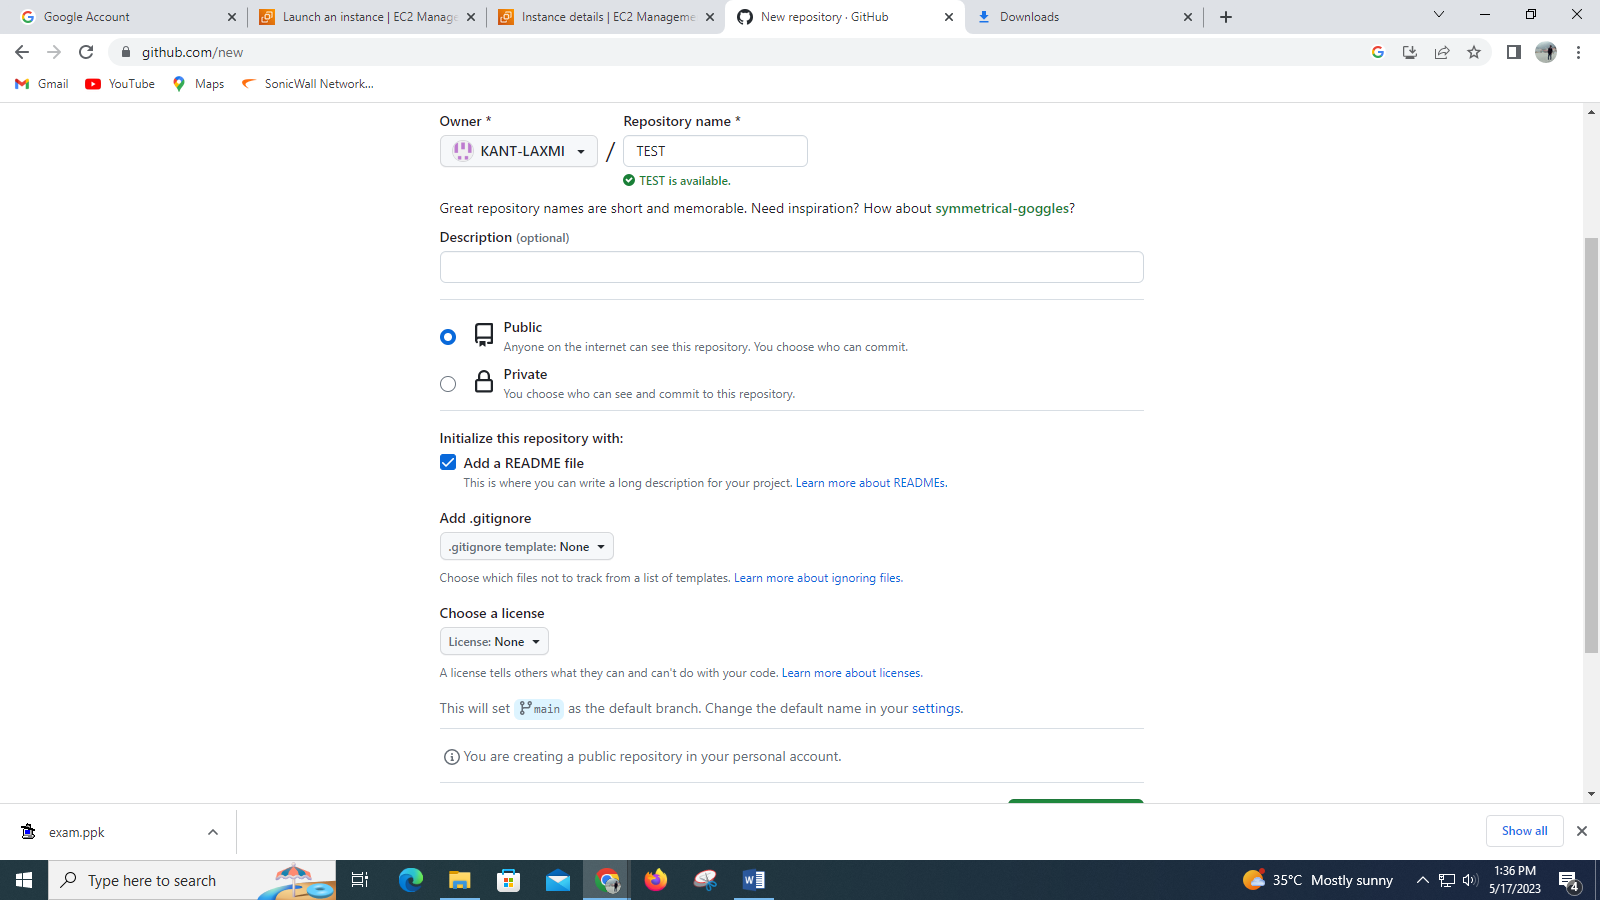 Google Account
Launch an instance | EC2 Manage
Instance details | EC2 Manageme
New repository · GitHub
Downloads
github.com/new
Gmail
YouTube
Maps
SonicWall Network...
Owner *
Repository name *
KANT-LAXMI
/
TEST
TEST is available.
Great repository names are short and memorable. Need inspiration? How about symmetrical-goggles?
Description (optional)
Public
Anyone on the internet can see this repository. You choose who can commit.
Private
You choose who can see and commit to this repository.
Initialize this repository with:
Add a README file
This is where you can write a long description for your project. Learn more about READMEs.
Add .gitignore
.gitignore template: None
Choose which files not to track from a list of templates. Learn more about ignoring files.
Choose a license
License: None
A license tells others what they can and can't do with your code. Learn more about licenses.
This will set main as the default branch. Change the default name in your settings.
You are creating a public repository in your personal account.
exam.ppk
Show all
Type here to search
35°C Mostly sunny
1:36 PM
5/17/2023
4